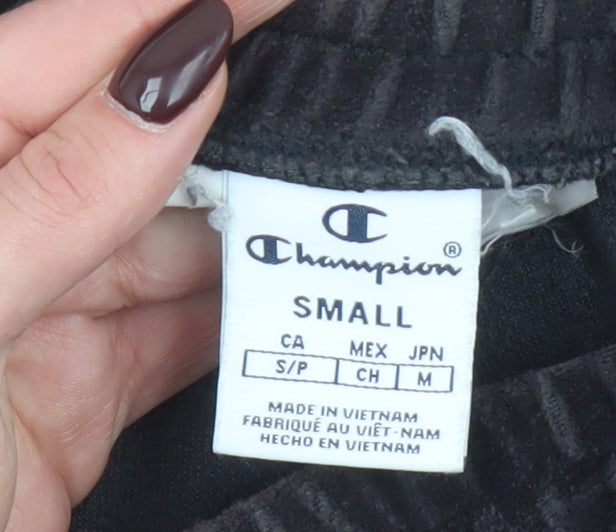 Champion®
SMALL
CA MEX JPN
S/P CH M
MADE IN VIETNAM
FABRIQUÉ AU VIÊT-NAM
HECHO EN VIETNAM